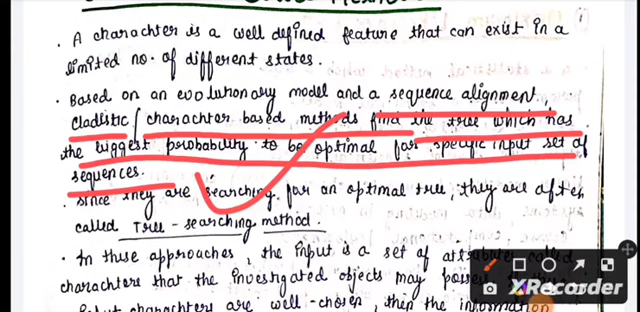 • A charachter is a well defined feature that can exist in a
limited no. of different states.
• Based on an evolutionary model and a sequence alignment,
cladistic / charachter based methods find the tree which has
the biggest probability to be optimal for specific input set of
sequences.
• Since they are searching for an optimal tree, they are often
called Tree-searching method.
• In these approaches, the input is a set of attributes called
charachters that the investigated objects may possess
charachters are well-chosen, then the information
XRecorder